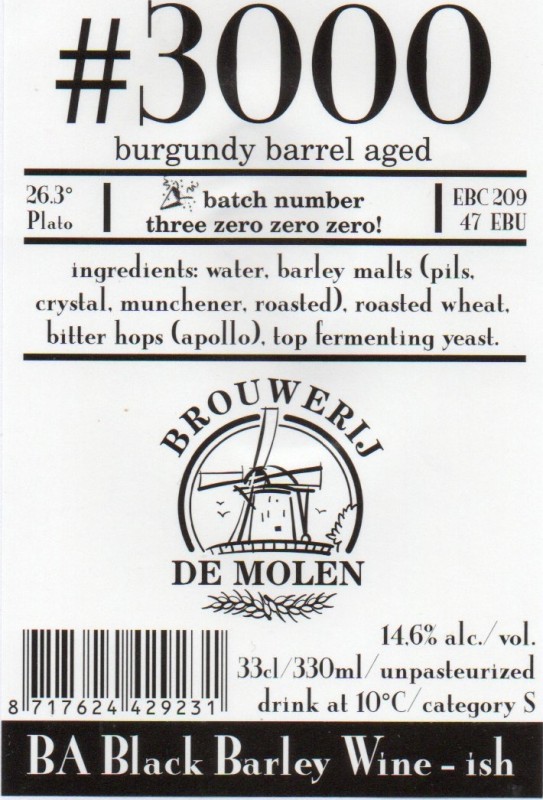 #3000
burgundy barrel aged
26.3°
Plato
batch number
three zero zero zero!
EBC 209
47 EBU
ingredients: water, barley malts (pils,
crystal, munchener, roasted), roasted wheat,
bitter hops (apollo), top fermenting yeast.
BROUWERIJ
DE MOLEN
14,6% alc./vol.
33cl/330ml/unpasteurized
drink at 10°C/category S
8 717624 429231
BA Black Barley Wine - ish